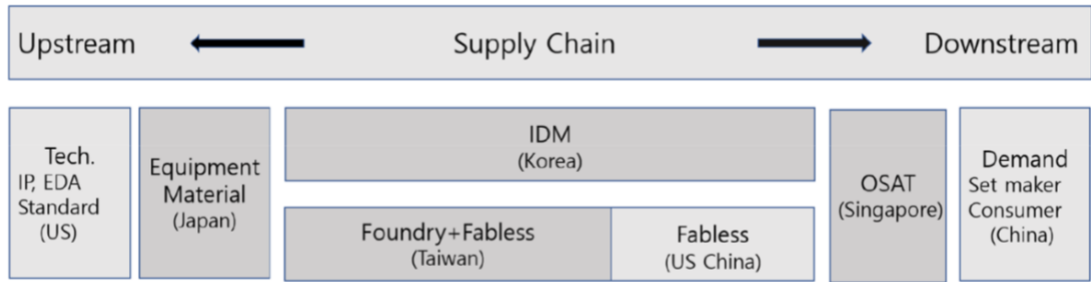 Upstream Supply Chain Downstream
Tech.
IP, EDA
Standard
(US)
Equipment
Material
(Japan)
IDM
(Korea)
Foundry+Fabless
(Taiwan)
Fabless
(US China)
OSAT
(Singapore)
Demand
Set maker
Consumer
(China)